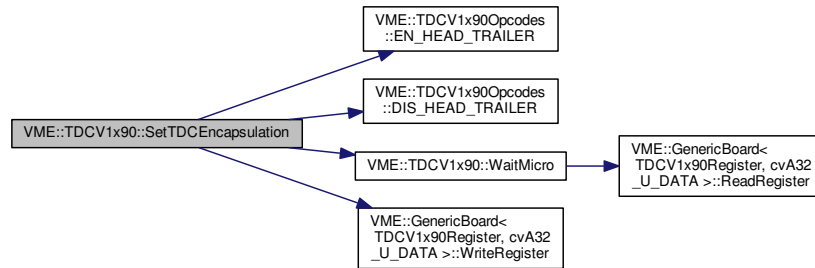 VME::TDCV1x90Opcodes
::EN_HEAD_TRAILER
VME::TDCV1x90Opcodes
::DIS_HEAD_TRAILER
VME::TDCV1x90::SetTDCEncapsulation
VME::TDCV1x90::WaitMicro
VME::GenericBoard<
TDCV1x90Register, cvA32
_U_DATA >::ReadRegister
VME::GenericBoard<
TDCV1x90Register, cvA32
_U_DATA >::WriteRegister